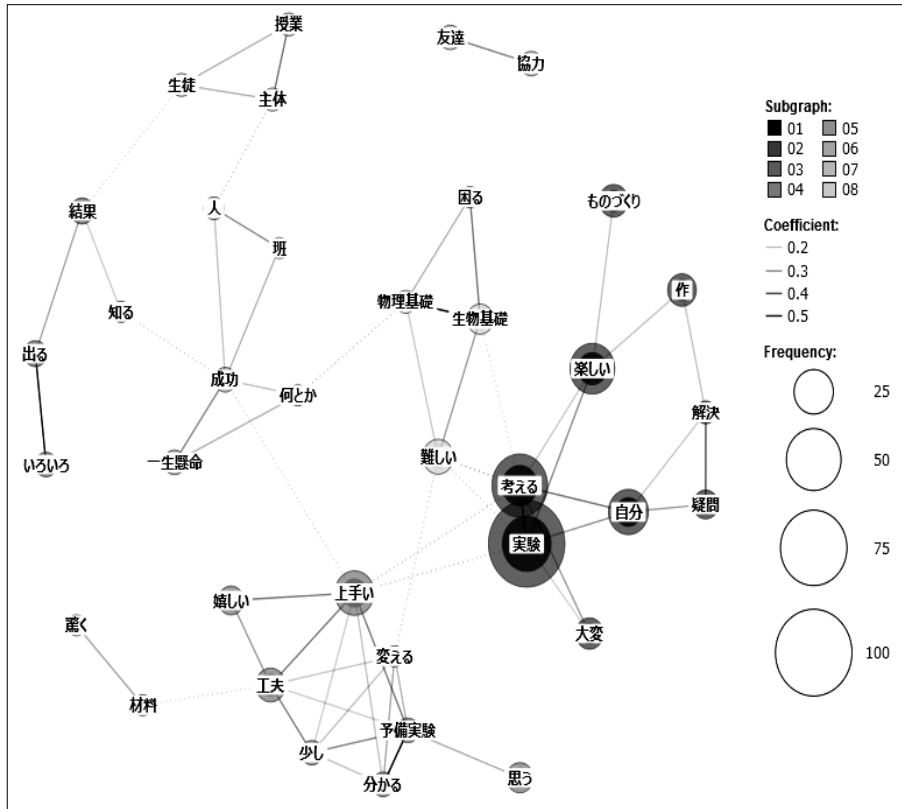 授業
友達
協力
生徒
主体
Subgraph:
01 05
02 06
03 07
04 08
結果
人
困る
ものづくり
班
Coefficient:
0.2
0.3
0.4
0.5
作
知る
物理基礎
生物基礎
出る
楽しい
Frequency:
25
50
75
100
成功
何とか
解決
いろいろ
一生懸命
難しい
考える
自分
疑問
実験
嬉しい
上手い
驚く
大変
変える
工夫
材料
予備実験
少し
分かる
思う